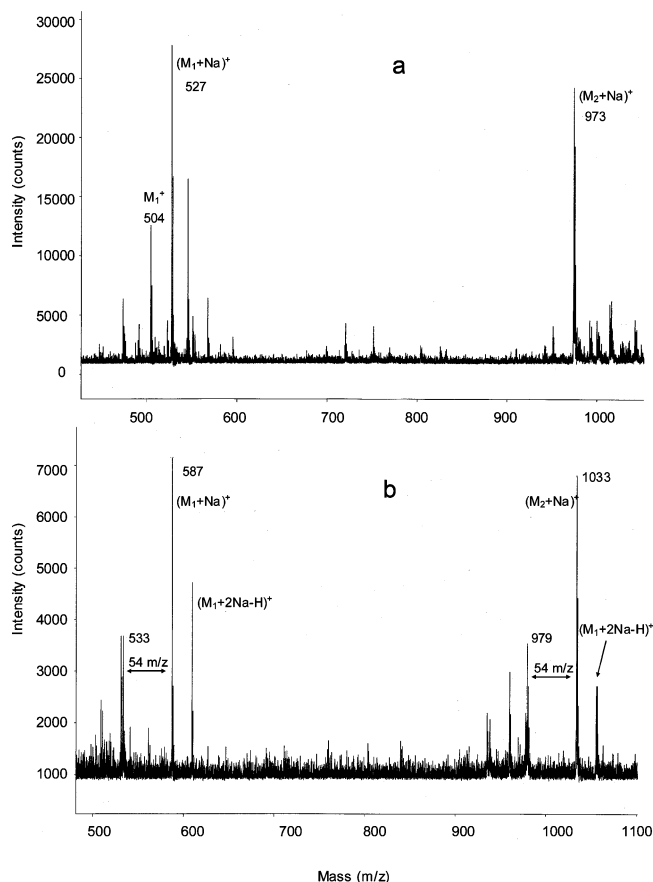 30000
a
(M₁+Na)⁺
527
(M₂+Na)⁺
973
25000
20000
15000
M₁⁺
504
10000
5000
0
Intensity (counts)
500
600
700
800
900
1000
7000
587
b
1033
(M₁+Na)⁺
(M₂+Na)⁺
6000
5000
(M₁+2Na-H)⁺
4000
533
979
(M₁+2Na-H)⁺
54 m/z
54 m/z
3000
2000
1000
Intensity (counts)
500
600
700
800
900
1000
1100
Mass (m/z)